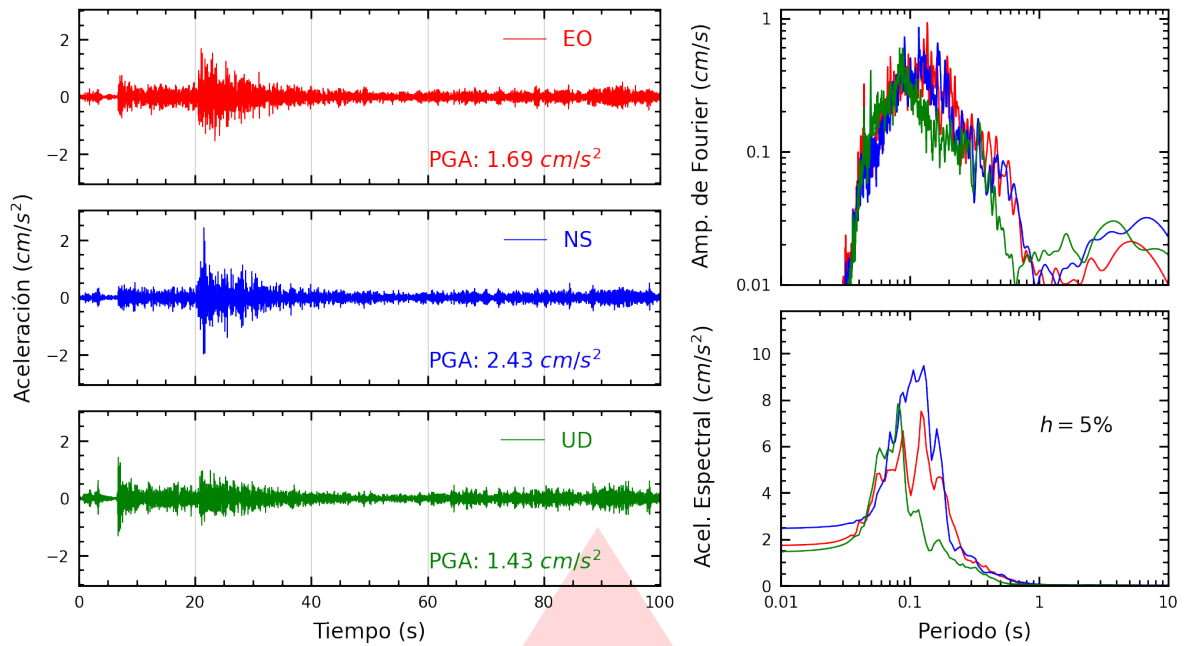 2
0
−2
EO
PGA: 1.69 cm/s²
2
0
−2
NS
PGA: 2.43 cm/s²
2
0
−2
UD
PGA: 1.43 cm/s²
0 20 40 60 80 100
Tiempo (s)
Aceleración (cm/s²)
1
0.1
0.01
Amp. de Fourier (cm/s)
10
8
6
4
2
0
Acel. Espectral (cm/s²)
h = 5%
0.01 0.1 1 10
Periodo (s)